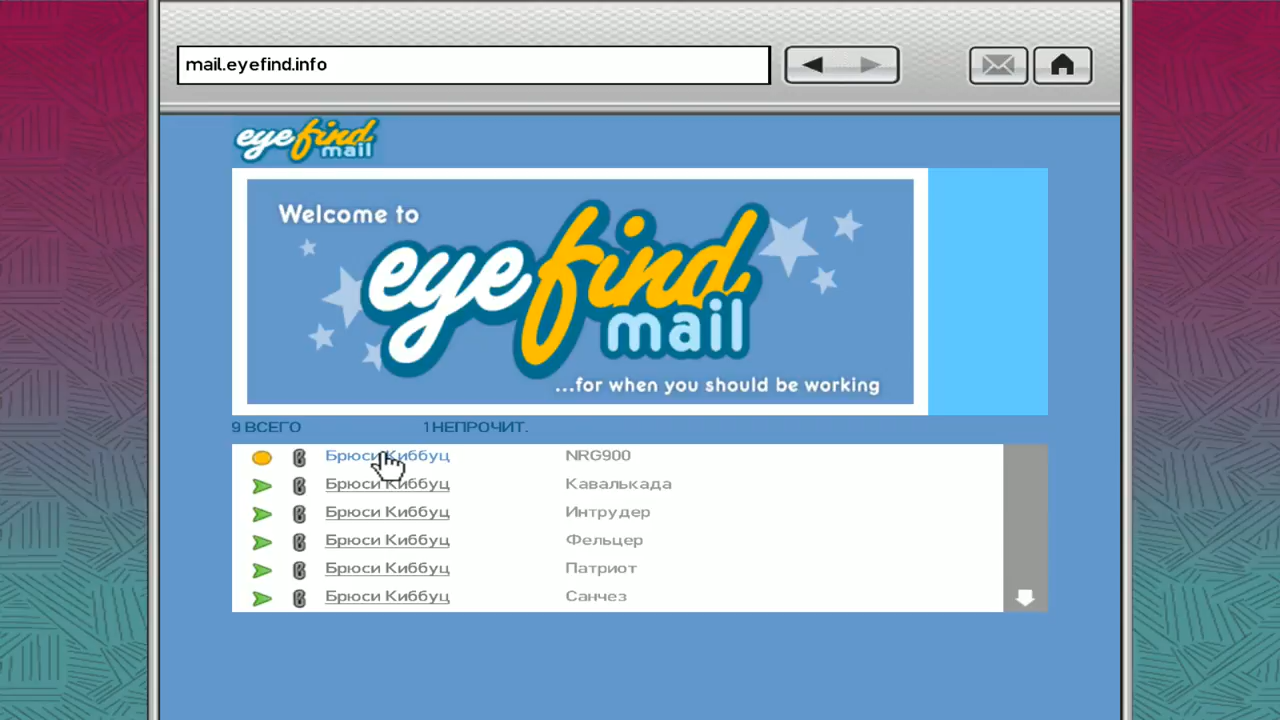 mail.eyefind.info
eyefind mail
Welcome to
eyefind
mail
...for when you should be working
9 ВСЕГО 1 НЕПРОЧИТ.
Брюси Киббуц NRG900
Брюси Киббуц Кавалькада
Брюси Киббуц Интрудер
Брюси Киббуц Фельцер
Брюси Киббуц Патриот
Брюси Киббуц Санчез